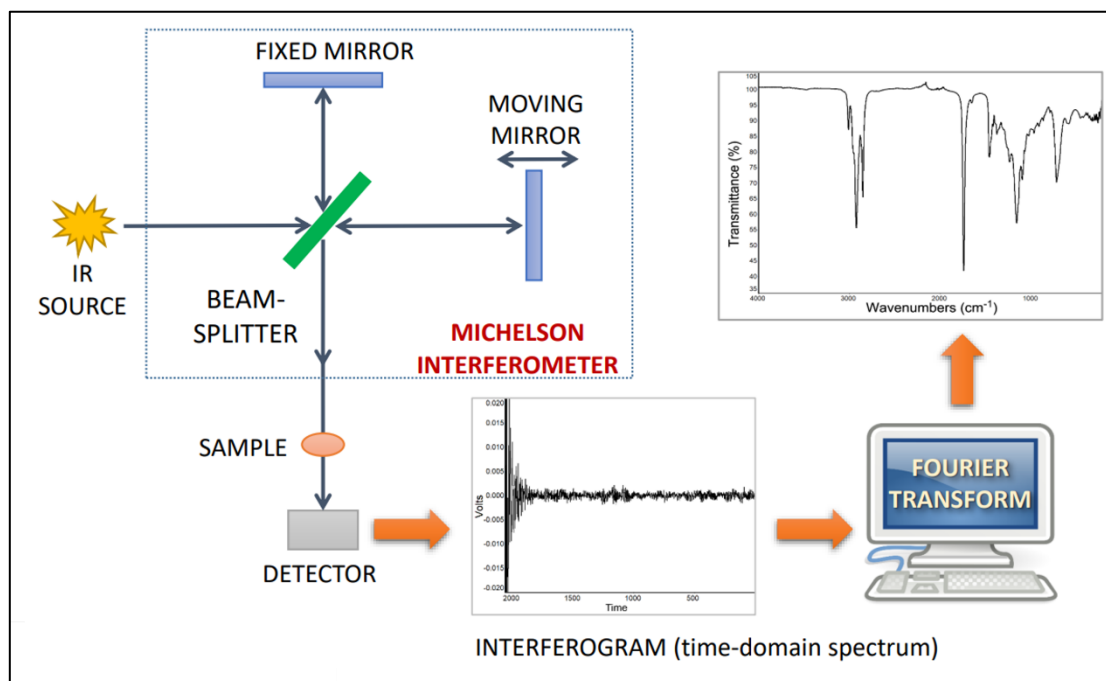 FIXED MIRROR
MOVING
MIRROR
IR
SOURCE
BEAM-
SPLITTER
MICHELSON
INTERFEROMETER
SAMPLE
DETECTOR
105
100
95
90
85
80
75
70
65
60
55
50
45
40
35
Transmittance (%)
4000 3000 2000 1000
Wavenumbers (cm-1)
0.020
0.015
0.010
0.005
0.000
-0.005
-0.010
-0.015
-0.020
Volts
2000 1500 1000 500
Time
FOURIER
TRANSFORM
INTERFEROGRAM (time-domain spectrum)